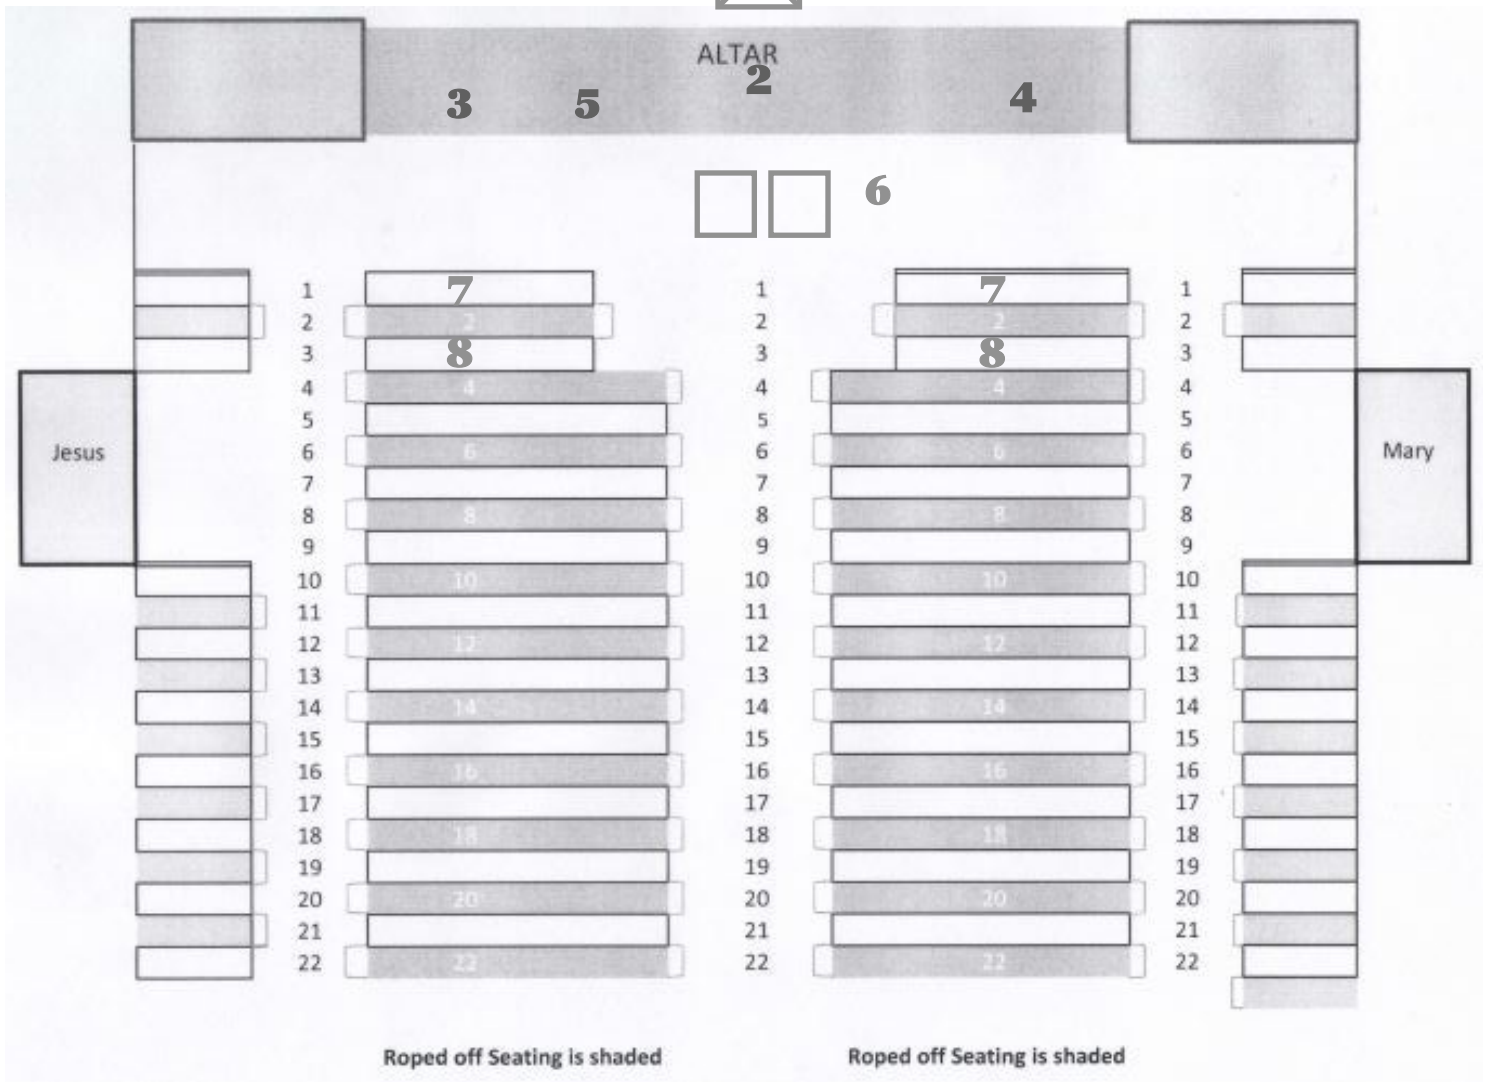 ALTAR
2
3 5 4
6
1 7 1 7 1
2 2 2 2 2
3 8 3 8 3
4 4 4 4 4
5 5 5
Jesus 6 6 6 6 6 Mary
7 7 7
8 8 8 8 8
9 9 9
10 10 10 10 10
11 11 11
12 12 12 12 12
13 13 13
14 14 14 14 14
15 15 15
16 16 16 16 16
17 17 17
18 18 18 18 18
19 19 19
20 20 20 20 20
21 21 21
22 22 22 22 22
Roped off Seating is shaded Roped off Seating is shaded